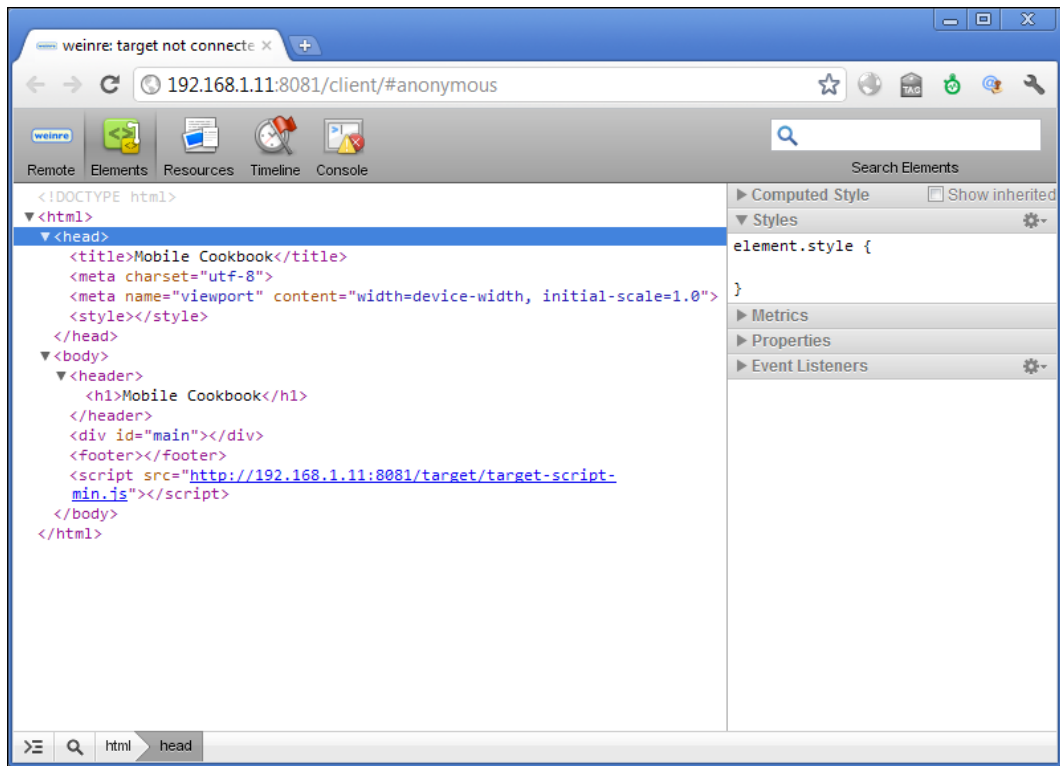 weinre: target not connecte
192.168.1.11:8081/client/#anonymous
TAG
weinre
Remote Elements Resources Timeline Console
Search Elements
<!DOCTYPE html>
▼<html>
▼<head>
<title>Mobile Cookbook</title>
<meta charset="utf-8">
<meta name="viewport" content="width=device-width, initial-scale=1.0">
<style></style>
</head>
▼<body>
▼<header>
<h1>Mobile Cookbook</h1>
</header>
<div id="main"></div>
<footer></footer>
<script src="http://192.168.1.11:8081/target/target-script-
min.js"></script>
</body>
</html>
▶Computed Style Show inherited
▼Styles
element.style {
}
▶Metrics
▶Properties
▶Event Listeners
html head